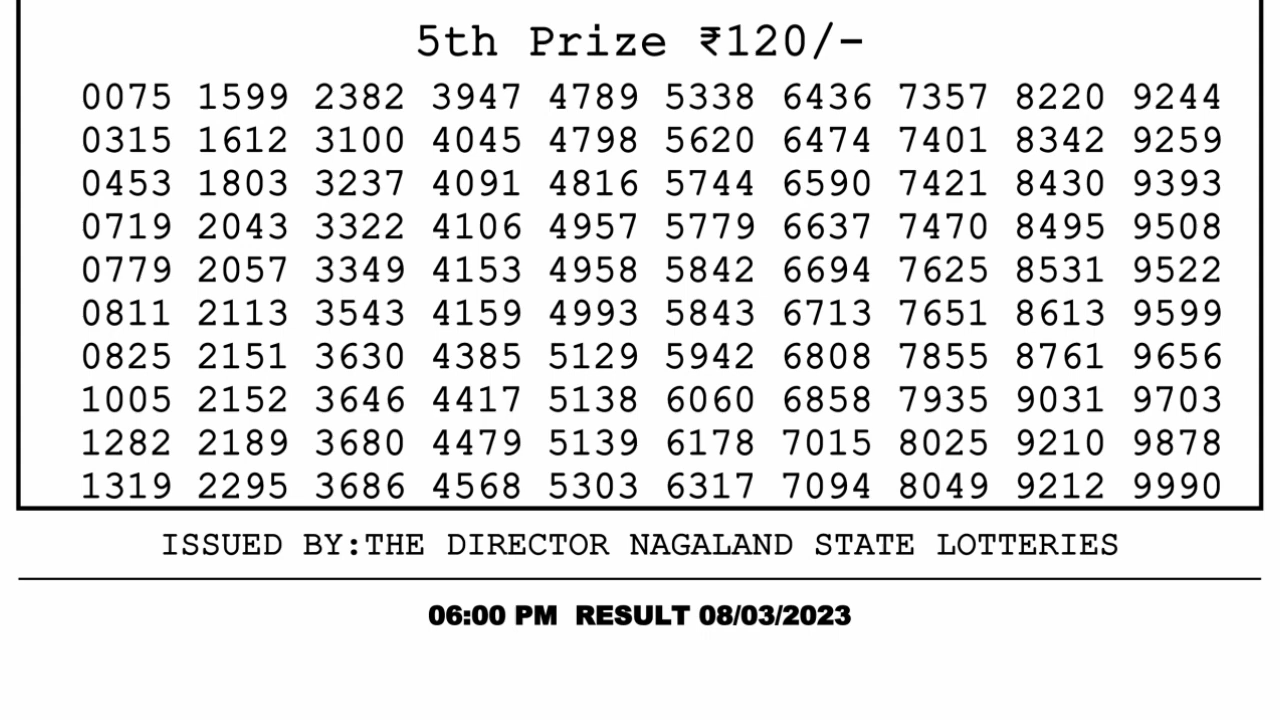 5th Prize ₹120/-
0075 1599 2382 3947 4789 5338 6436 7357 8220 9244
0315 1612 3100 4045 4798 5620 6474 7401 8342 9259
0453 1803 3237 4091 4816 5744 6590 7421 8430 9393
0719 2043 3322 4106 4957 5779 6637 7470 8495 9508
0779 2057 3349 4153 4958 5842 6694 7625 8531 9522
0811 2113 3543 4159 4993 5843 6713 7651 8613 9599
0825 2151 3630 4385 5129 5942 6808 7855 8761 9656
1005 2152 3646 4417 5138 6060 6858 7935 9031 9703
1282 2189 3680 4479 5139 6178 7015 8025 9210 9878
1319 2295 3686 4568 5303 6317 7094 8049 9212 9990
ISSUED BY:THE DIRECTOR NAGALAND STATE LOTTERIES
06:00 PM RESULT 08/03/2023